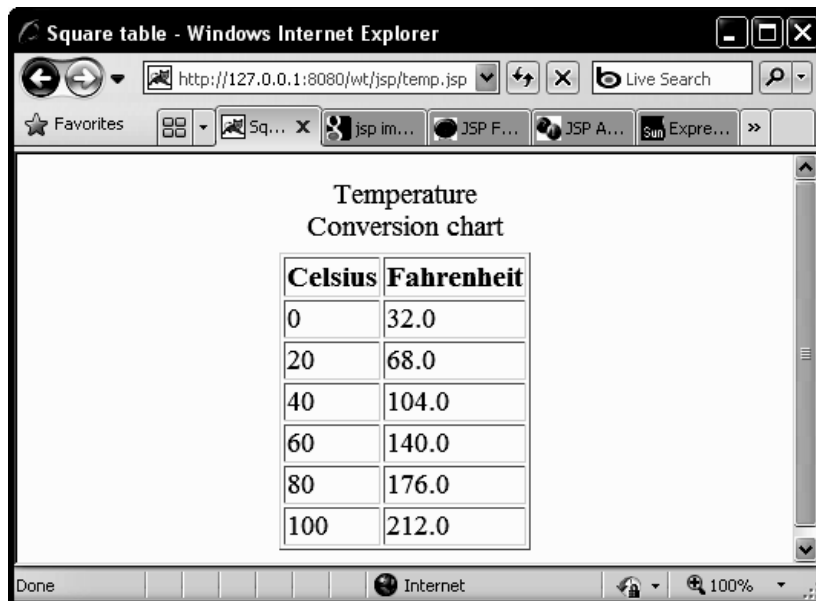 Square table - Windows Internet Explorer
http://127.0.0.1:8080/wt/jsp/temp.jsp
Live Search
Favorites
Sq...
jsp im...
JSP F...
JSP A...
Sun
Expre...
Temperature
Conversion chart
Celsius Fahrenheit
0 32.0
20 68.0
40 104.0
60 140.0
80 176.0
100 212.0
Done
Internet
100%